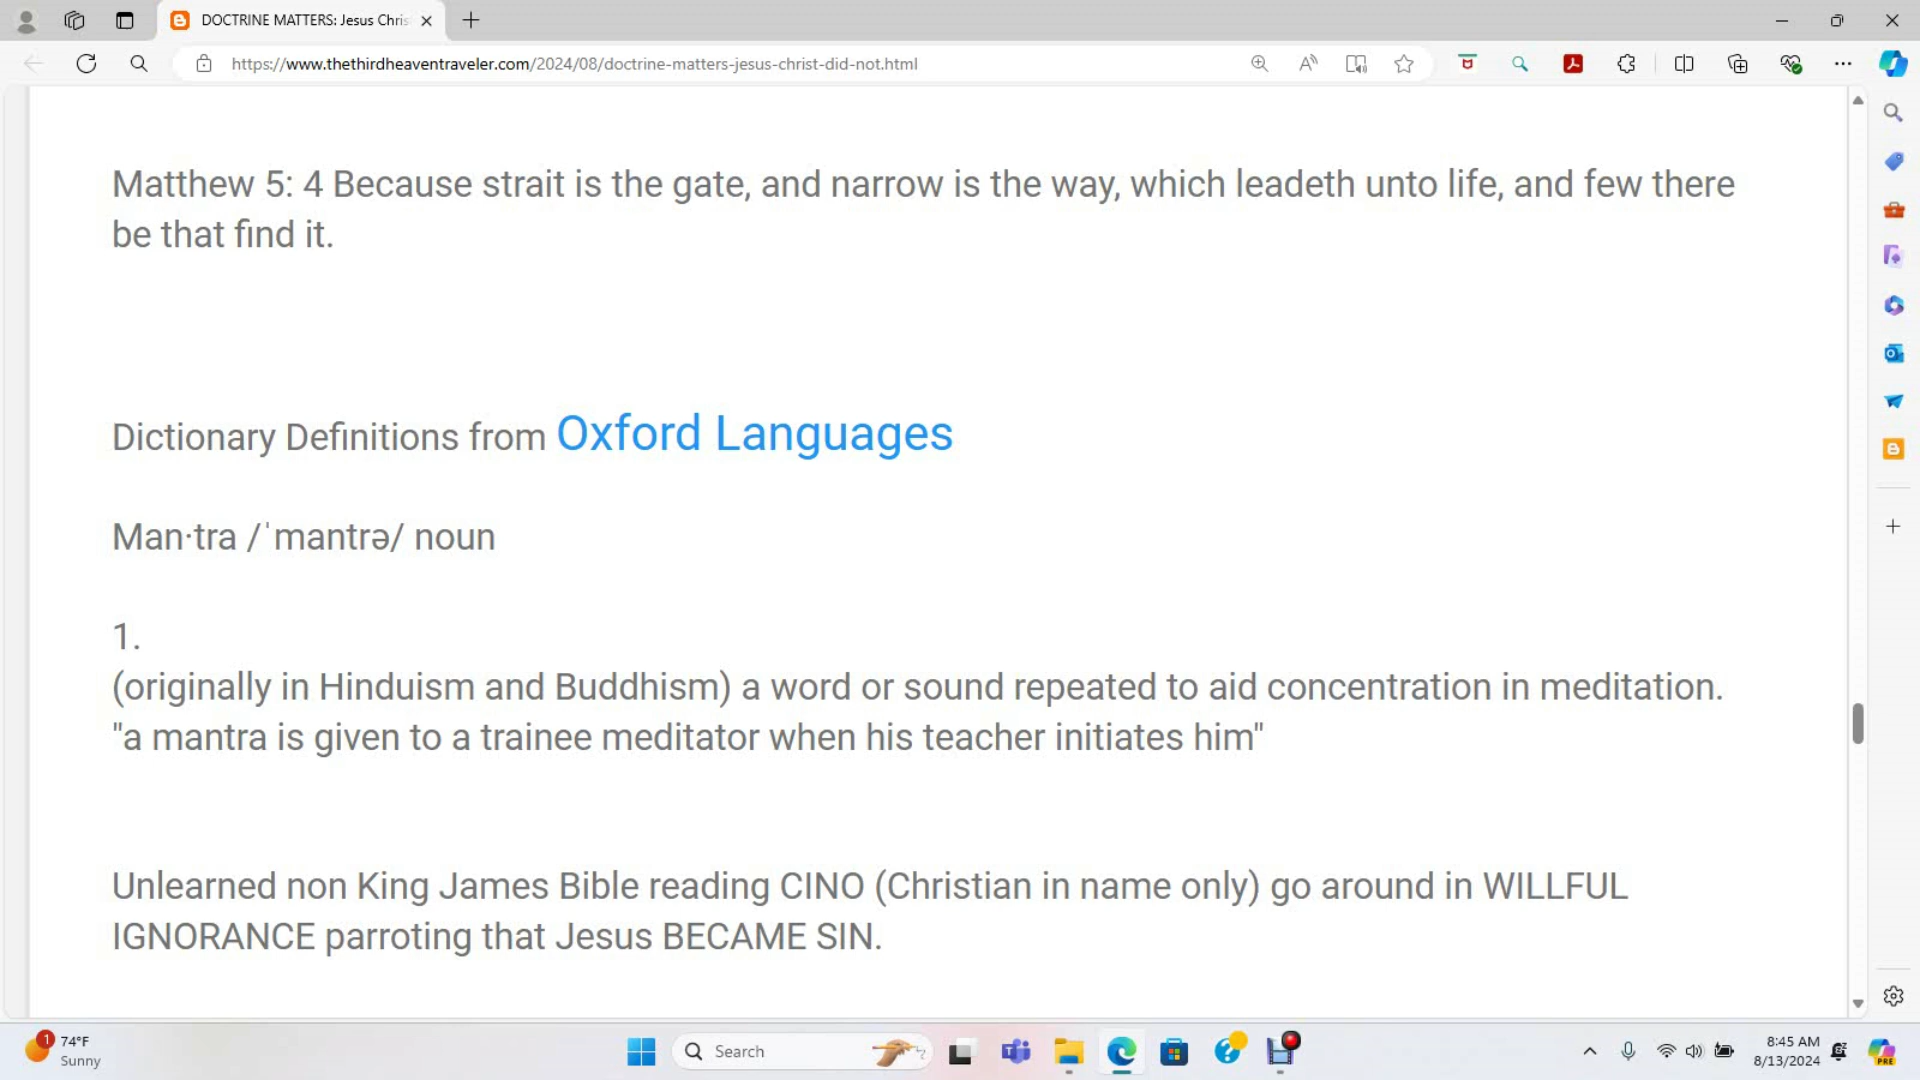 DOCTRINE MATTERS: Jesus Chris
https://www.thethirdheaventraveler.com/2024/08/doctrine-matters-jesus-christ-did-not.html
Matthew 5: 4 Because strait is the gate, and narrow is the way, which leadeth unto life, and few there
be that find it.
Dictionary Definitions from Oxford Languages
Man·tra /ˈmantrə/ noun
1.
(originally in Hinduism and Buddhism) a word or sound repeated to aid concentration in meditation.
"a mantra is given to a trainee meditator when his teacher initiates him"
Unlearned non King James Bible reading CINO (Christian in name only) go around in WILLFUL
IGNORANCE parroting that Jesus BECAME SIN.
1
74°F
Sunny
Search
8:45 AM
8/13/2024
PRE